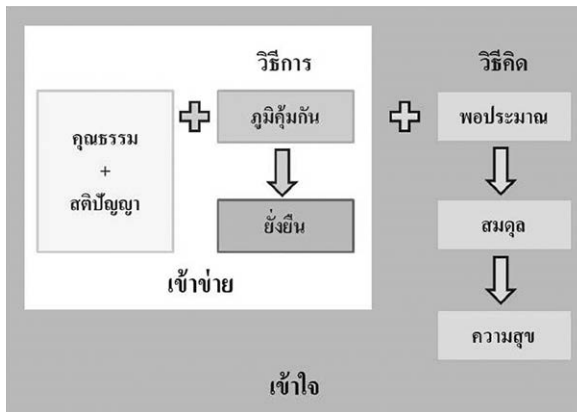 วิธีการ
วิธีคิด
คุณธรรม
+
สติปัญญา
ภูมิคุ้มกัน
พอประมาณ
ยั่งยืน
สมดุล
เข้าข่าย
ความสุข
เข้าใจ